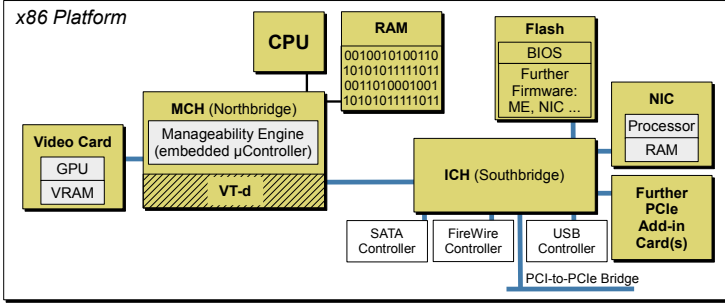 x86 Platform
CPU
RAM
0010010100110
10101011111011
0011010001001
10101011111011
Flash
BIOS
Further
Firmware:
ME, NIC ...
MCH (Northbridge)
Manageability Engine
(embedded µController)
VT-d
Video Card
GPU
VRAM
NIC
Processor
RAM
ICH (Southbridge)
Further
PCIe
Add-in
Card(s)
SATA
Controller
FireWire
Controller
USB
Controller
PCI-to-PCIe Bridge